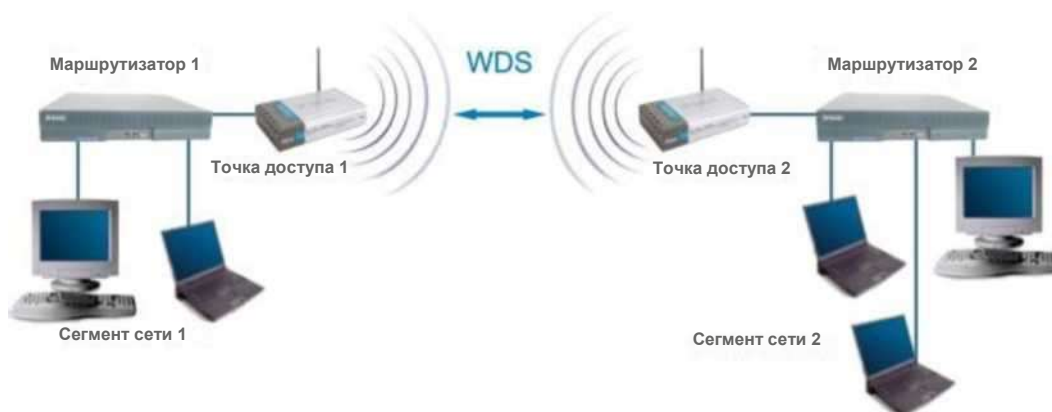 Маршрутизатор 1
WDS
Маршрутизатор 2
Точка доступа 1
Точка доступа 2
Сегмент сети 1
Сегмент сети 2